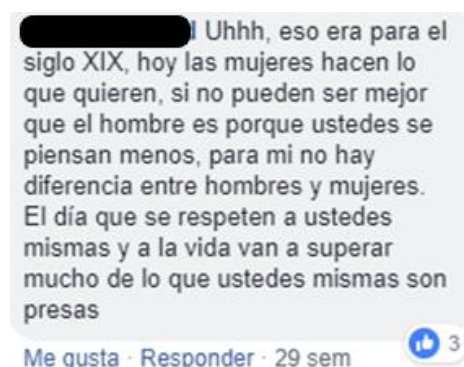 Uhhh, eso era para el
siglo XIX, hoy las mujeres hacen lo
que quieren, si no pueden ser mejor
que el hombre es porque ustedes se
piensan menos, para mi no hay
diferencia entre hombres y mujeres.
El día que se respeten a ustedes
mismas y a la vida van a superar
mucho de lo que ustedes mismas son
presas
3
Me gusta · Responder · 29 sem